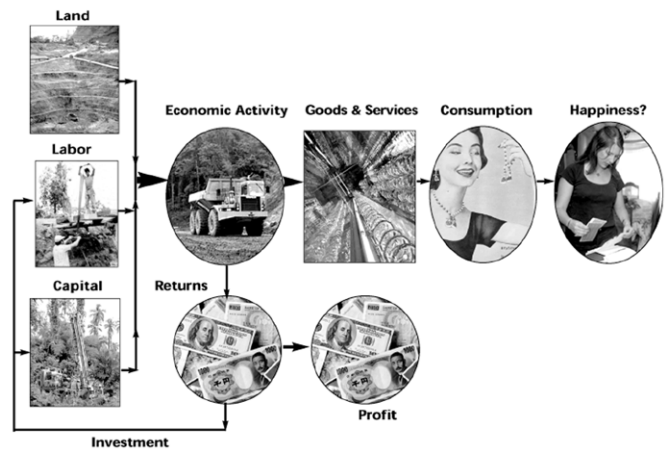 Land
Economic Activity
Goods & Services
Consumption
Happiness?
Labor
Capital
Returns
Profit
Investment